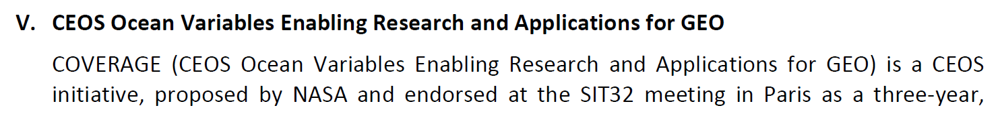 V. CEOS Ocean Variables Enabling Research and Applications for GEO
COVERAGE (CEOS Ocean Variables Enabling Research and Applications for GEO) is a CEOS
initiative, proposed by NASA and endorsed at the SIT32 meeting in Paris as a three-year,